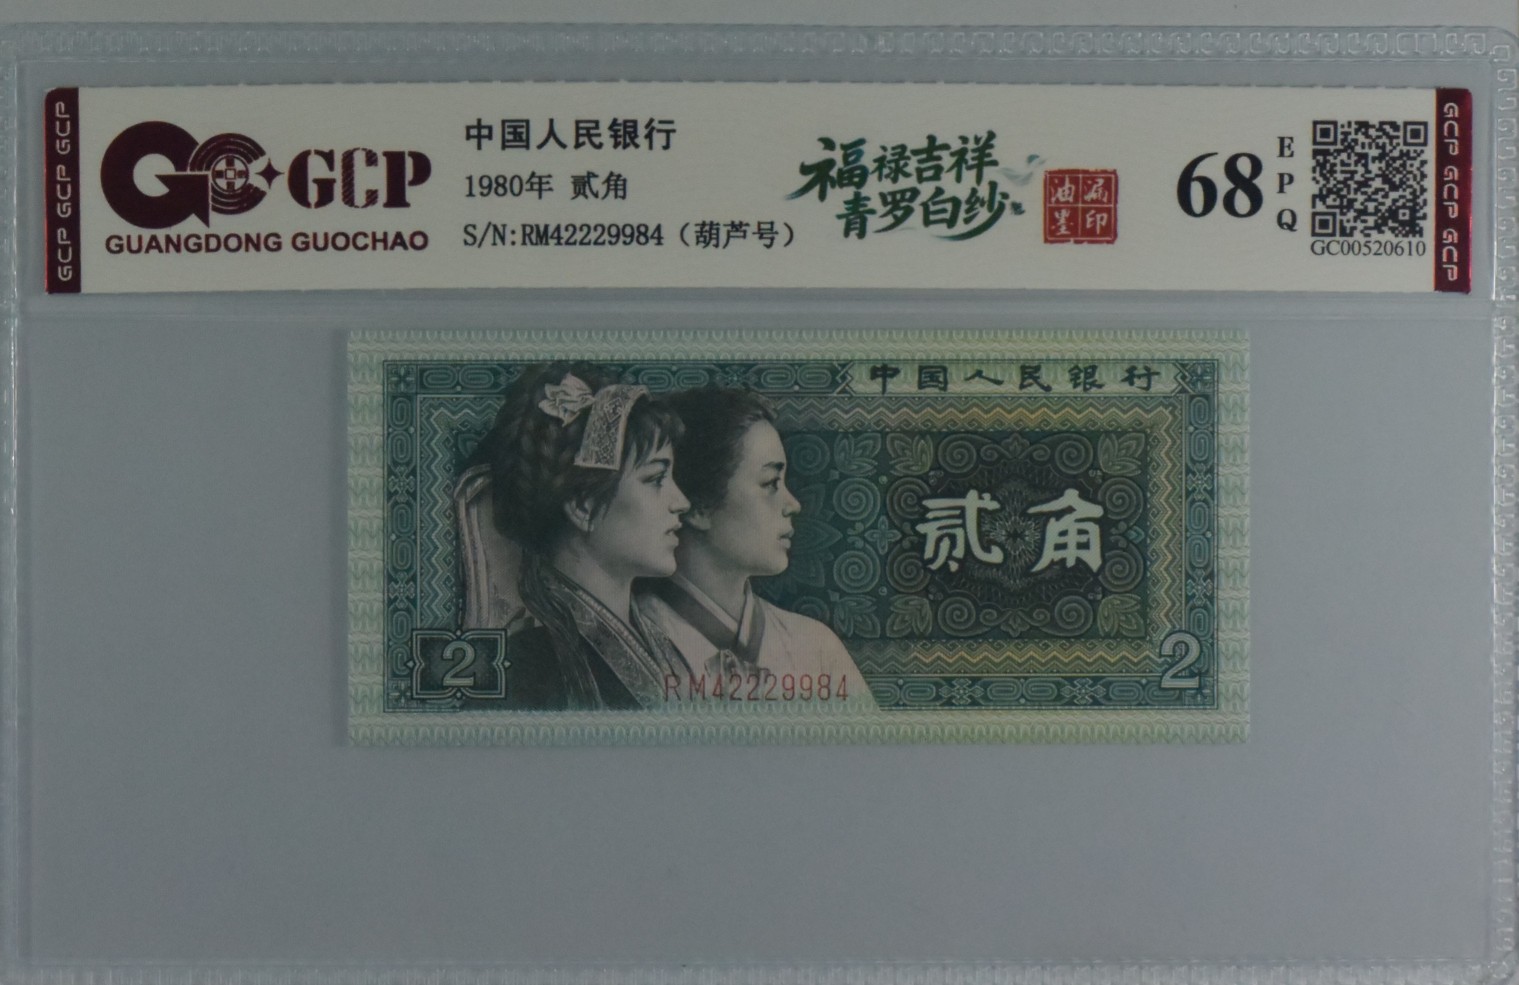 GCP GCP GCP
GCP
GUANGDONG GUOCHAO
中国人民银行
1980年 贰角
S/N:RM42229984（葫芦号）
福禄吉祥
青罗白纱
油漏
墨印
68
EPQ
GC00520610
GCP GCP GCP
中国人民银行
贰角
2
2
RM42229984